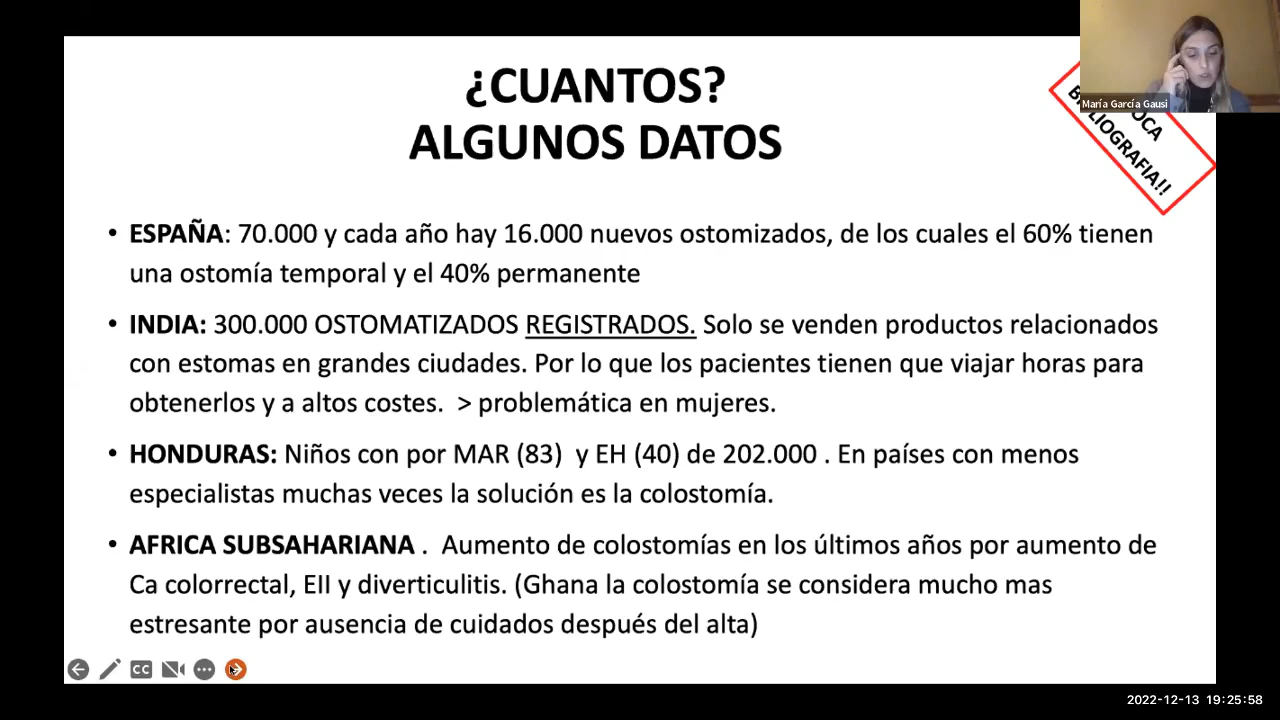 ¿CUANTOS?
ALGUNOS DATOS
OCA
BIBLIOGRAFIA!!
María García Gausi
• ESPAÑA: 70.000 y cada año hay 16.000 nuevos ostomizados, de los cuales el 60% tienen
una ostomía temporal y el 40% permanente
• INDIA: 300.000 OSTOMATIZADOS REGISTRADOS. Solo se venden productos relacionados
con estomas en grandes ciudades. Por lo que los pacientes tienen que viajar horas para
obtenerlos y a altos costes. > problemática en mujeres.
• HONDURAS: Niños con por MAR (83) y EH (40) de 202.000 . En países con menos
especialistas muchas veces la solución es la colostomía.
• AFRICA SUBSAHARIANA . Aumento de colostomías en los últimos años por aumento de
Ca colorrectal, EII y diverticulitis. (Ghana la colostomía se considera mucho mas
estresante por ausencia de cuidados después del alta)
CC
2022-12-13 19:25:58